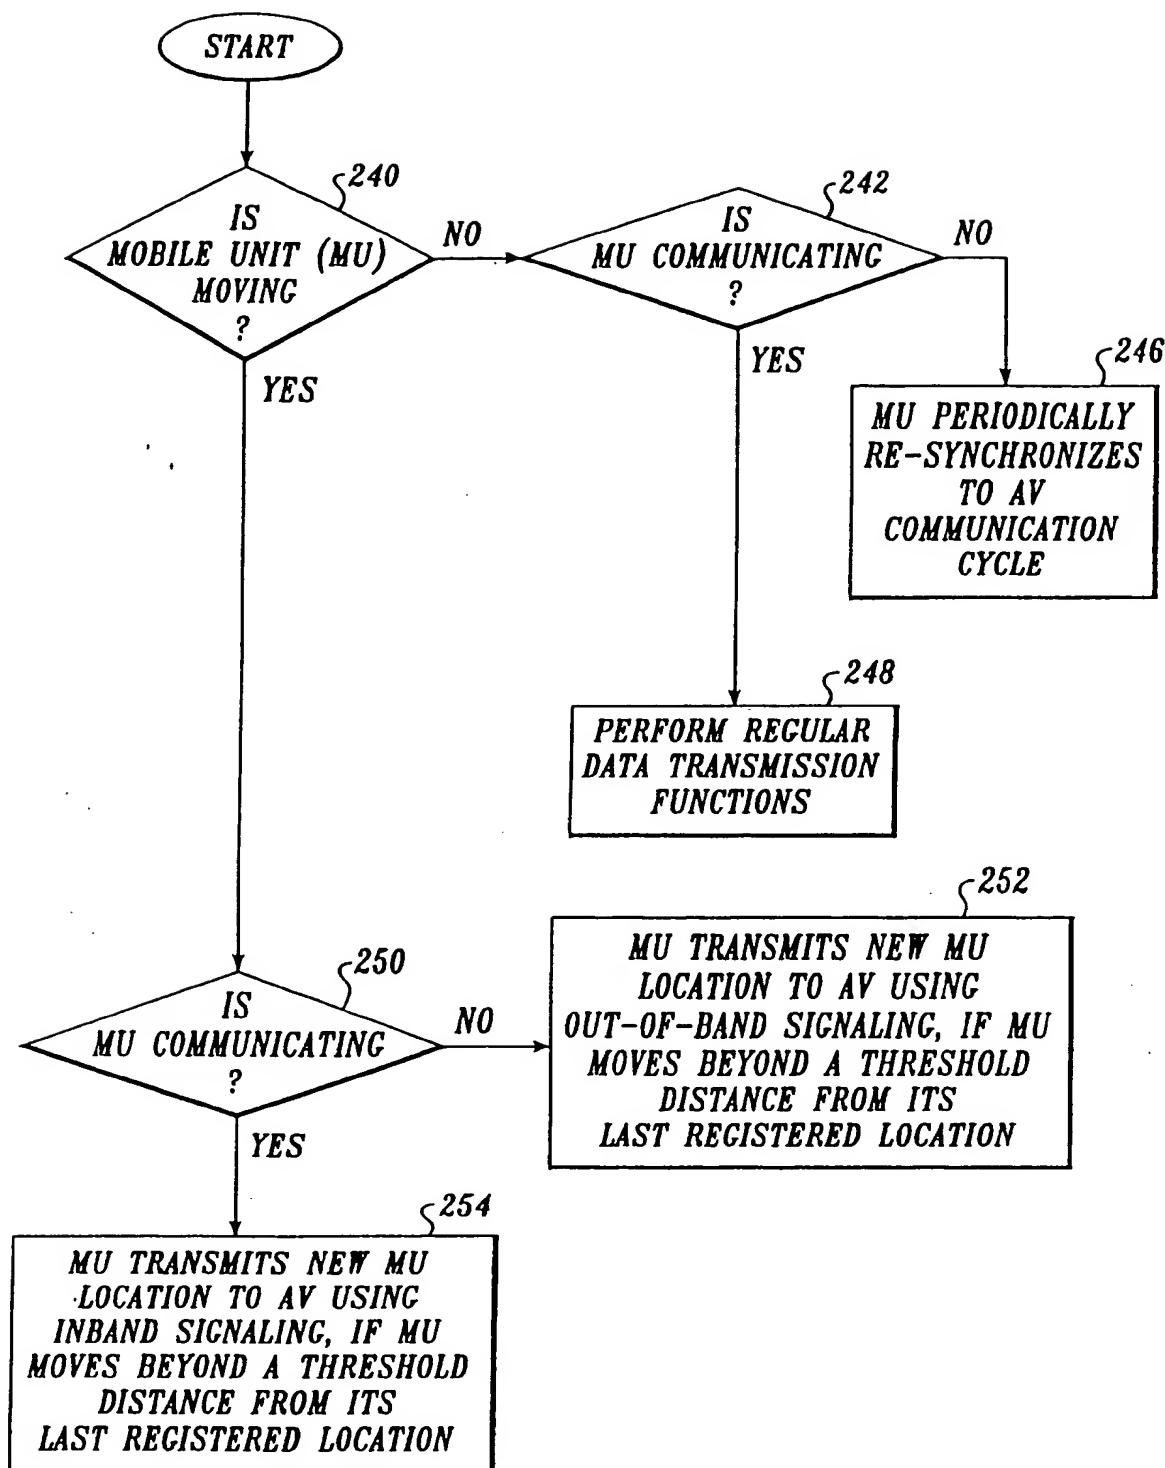 START
240
IS
MOBILE UNIT (MU)
MOVING
?
NO
YES
242
IS
MU COMMUNICATING
?
NO
YES
246
MU PERIODICALLY
RE-SYNCHRONIZES
TO AV
COMMUNICATION
CYCLE
248
PERFORM REGULAR
DATA TRANSMISSION
FUNCTIONS
250
IS
MU COMMUNICATING
?
NO
YES
252
MU TRANSMITS NEW MU
LOCATION TO AV USING
OUT-OF-BAND SIGNALING, IF MU
MOVES BEYOND A THRESHOLD
DISTANCE FROM ITS
LAST REGISTERED LOCATION
254
MU TRANSMITS NEW MU
LOCATION TO AV USING
INBAND SIGNALING, IF MU
MOVES BEYOND A THRESHOLD
DISTANCE FROM ITS
LAST REGISTERED LOCATION